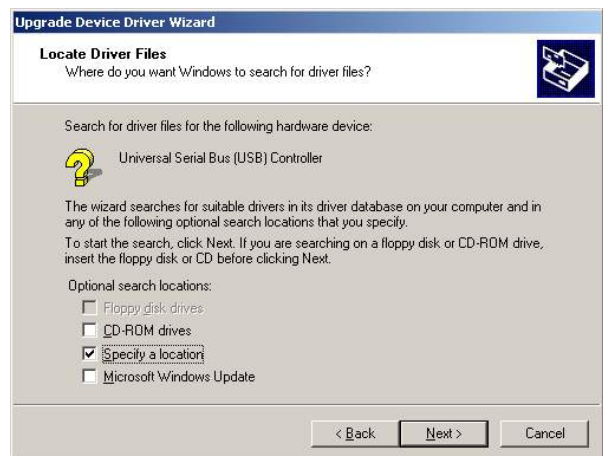 Upgrade Device Driver Wizard
Locate Driver Files
Where do you want Windows to search for driver files?
Search for driver files for the following hardware device:
Universal Serial Bus (USB) Controller
The wizard searches for suitable drivers in its driver database on your computer and in
any of the following optional search locations that you specify.
To start the search, click Next. If you are searching on a floppy disk or CD-ROM drive,
insert the floppy disk or CD before clicking Next.
Optional search locations:
Floppy disk drives
CD-ROM drives
Specify a location
Microsoft Windows Update
< Back
Next >
Cancel